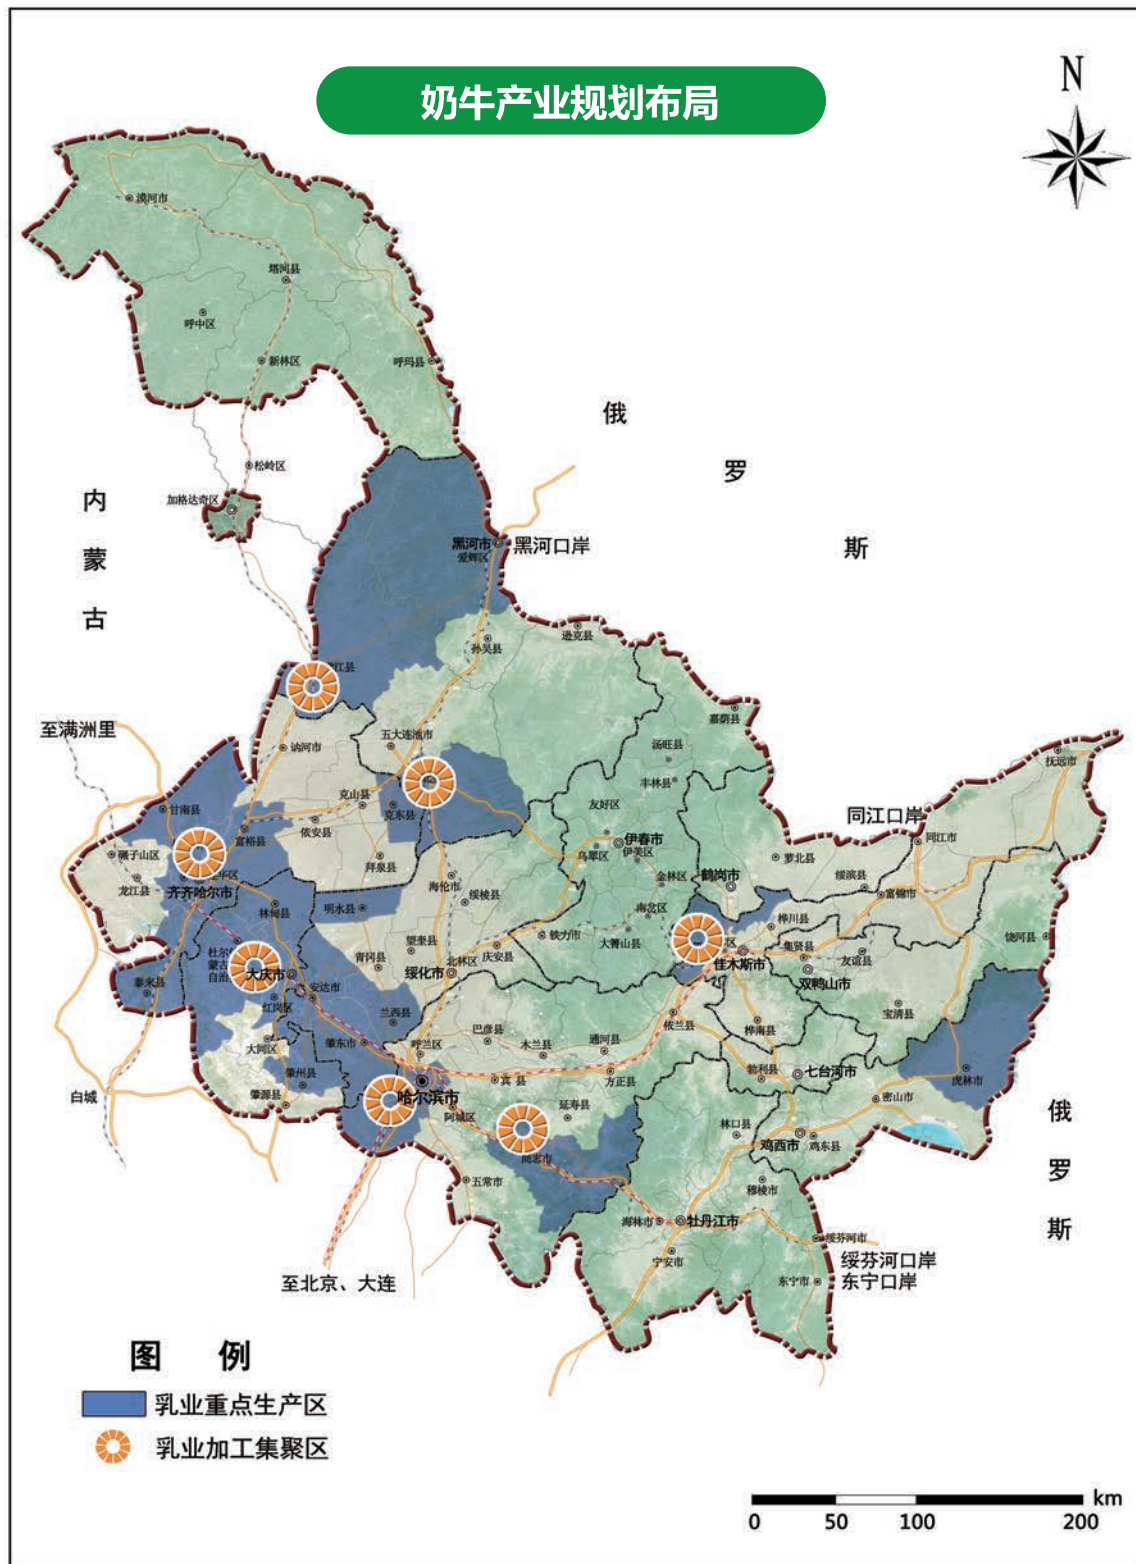 奶牛产业规划布局
N
漠河市
塔河县
呼中区
新林区
呼玛县
俄
罗
斯
松岭区
加格达奇区
内
蒙
古
黑河市
爱辉区
黑河口岸
孙吴县
逊克县
江县
至满洲里
讷河市
五大连池市
嘉荫县
汤旺县
丰林县
抚远市
甘南县
克山县
克东县
友好区
同江口岸
同江市
富裕县
依安县
伊春市
乌翠区
伊美区
碾子山区
龙江县
拜泉县
海伦市
绥棱县
金林区
鹤岗市
萝北县
绥滨县
富锦市
齐齐哈尔市
林甸县
明水县
南岔区
大箐山县
桦川县
饶河县
望奎县
铁力市
庆安县
北林区
绥化市
青冈县
集贤县
友谊县
佳木斯市
双鸭山市
区
杜尔
蒙古
自治
大庆市
泰来县
红岗区
安达市
兰西县
宝清县
大同区
肇东市
呼兰区
巴彦县
木兰县
通河县
依兰县
桦南县
肇州县
肇源县
哈尔滨市
宾县
方正县
勃利县
七台河市
虎林市
白城
阿城区
延寿县
密山市
林口县
鸡西市
鸡东县
尚志市
五常市
穆棱市
海林市
牡丹江市
宁安市
绥芬河市
绥芬河口岸
东宁市
东宁口岸
俄
罗
斯
至北京、大连
图 例
乳业重点生产区
乳业加工集聚区
km
0
50
100
200